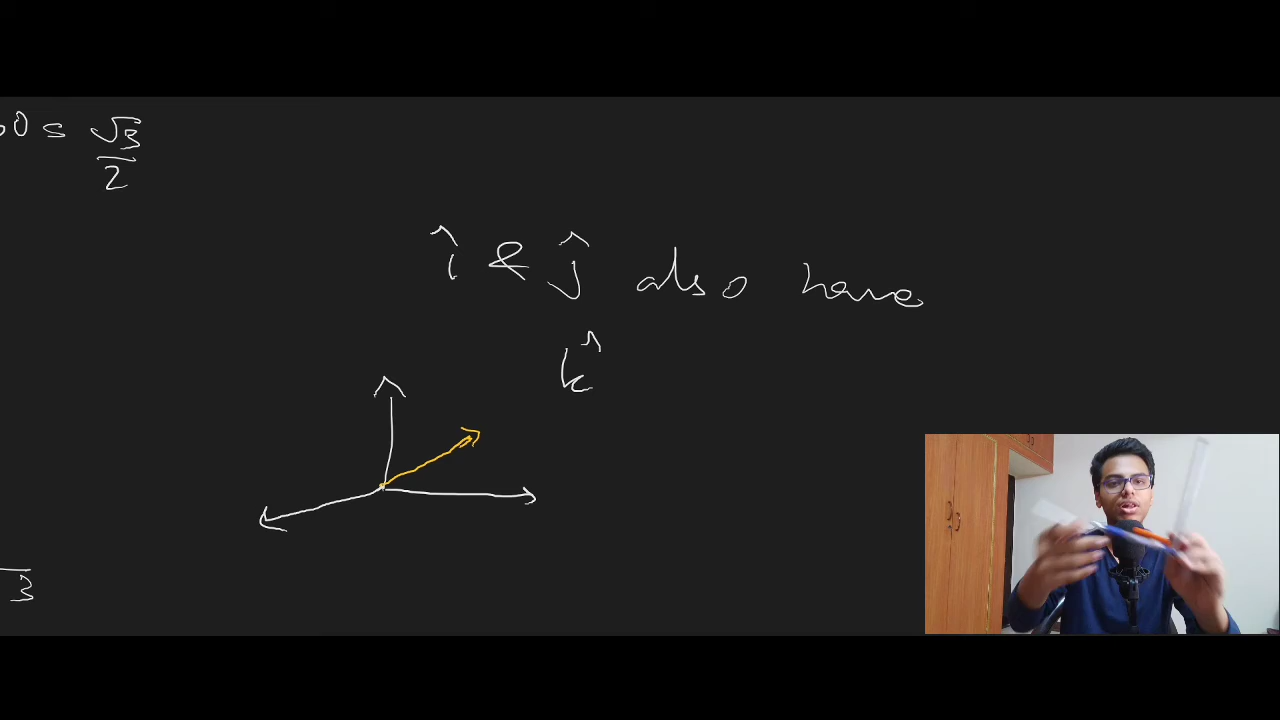 0 = √3/2
î & ĵ also have
k̂
3